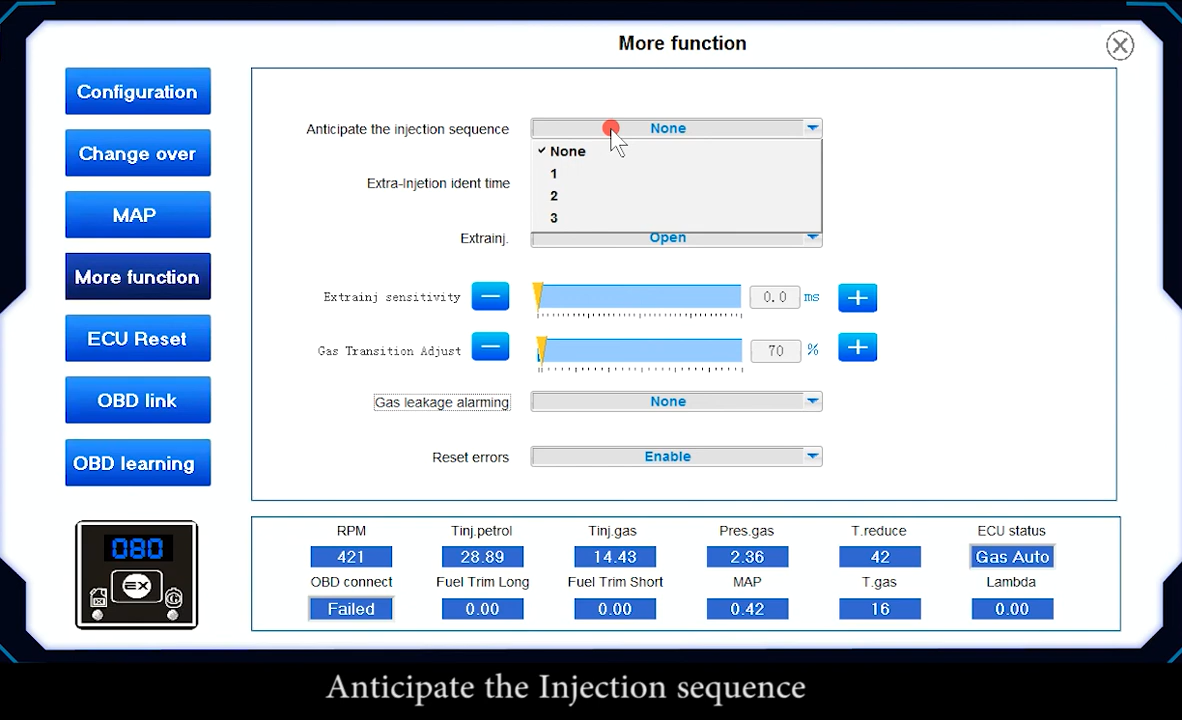 More function
Configuration
Change over
MAP
More function
ECU Reset
OBD link
OBD learning
Anticipate the injection sequence
None
None
1
2
3
Extra-Injetion ident time
Extrainj.
Open
Extrainj sensitivity
0.0 ms
Gas Transition Adjust
70 %
Gas leakage alarming
None
Reset errors
Enable
080
EX
RPM Tinj.petrol Tinj.gas Pres.gas T.reduce ECU status
421 28.89 14.43 2.36 42 Gas Auto
OBD connect Fuel Trim Long Fuel Trim Short MAP T.gas Lambda
Failed 0.00 0.00 0.42 16 0.00
Anticipate the Injection sequence